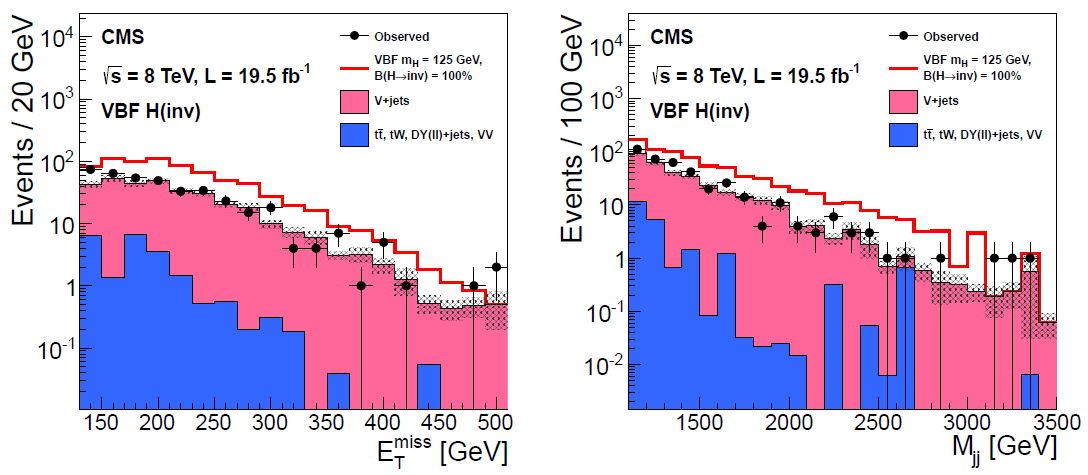 CMS
√s = 8 TeV, L = 19.5 fb⁻¹
VBF H(inv)
Observed
VBF mH = 125 GeV,
B(H→inv) = 100%
V+jets
tt̅, tW, DY(ll)+jets, VV
Events / 20 GeV
10⁴
10³
10²
10
1
10⁻¹
150 200 250 300 350 400 450 500
E_T^miss [GeV]
CMS
√s = 8 TeV, L = 19.5 fb⁻¹
VBF H(inv)
Observed
VBF mH = 125 GeV,
B(H→inv) = 100%
V+jets
tt̅, tW, DY(ll)+jets, VV
Events / 100 GeV
10⁴
10³
10²
10
1
10⁻¹
10⁻²
1500 2000 2500 3000 3500
M_jj [GeV]